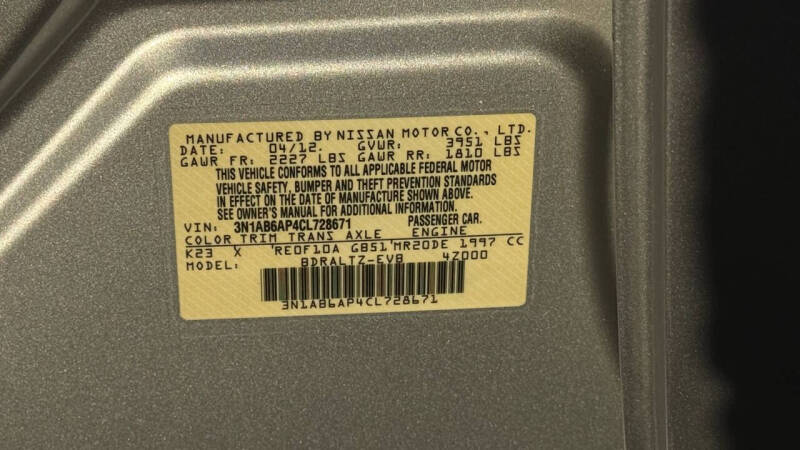 MANUFACTURED BY NISSAN MOTOR CO., LTD.
DATE: 04/12. GVWR: 3951 LBS
GAWR FR: 2227 LBS GAWR RR: 1810 LBS
THIS VEHICLE CONFORMS TO ALL APPLICABLE FEDERAL MOTOR
VEHICLE SAFETY, BUMPER AND THEFT PREVENTION STANDARDS
IN EFFECT ON THE DATE OF MANUFACTURE SHOWN ABOVE.
SEE OWNER'S MANUAL FOR ADDITIONAL INFORMATION.
VIN: 3N1AB6AP4CL728671 PASSENGER CAR.
COLOR TRIM TRANS AXLE ENGINE
K23 X RE0F10A GB51 MR20DE 1997 CC
MODEL: BDRALTZ-EVB 4Z000
3N1AB6AP4CL728671